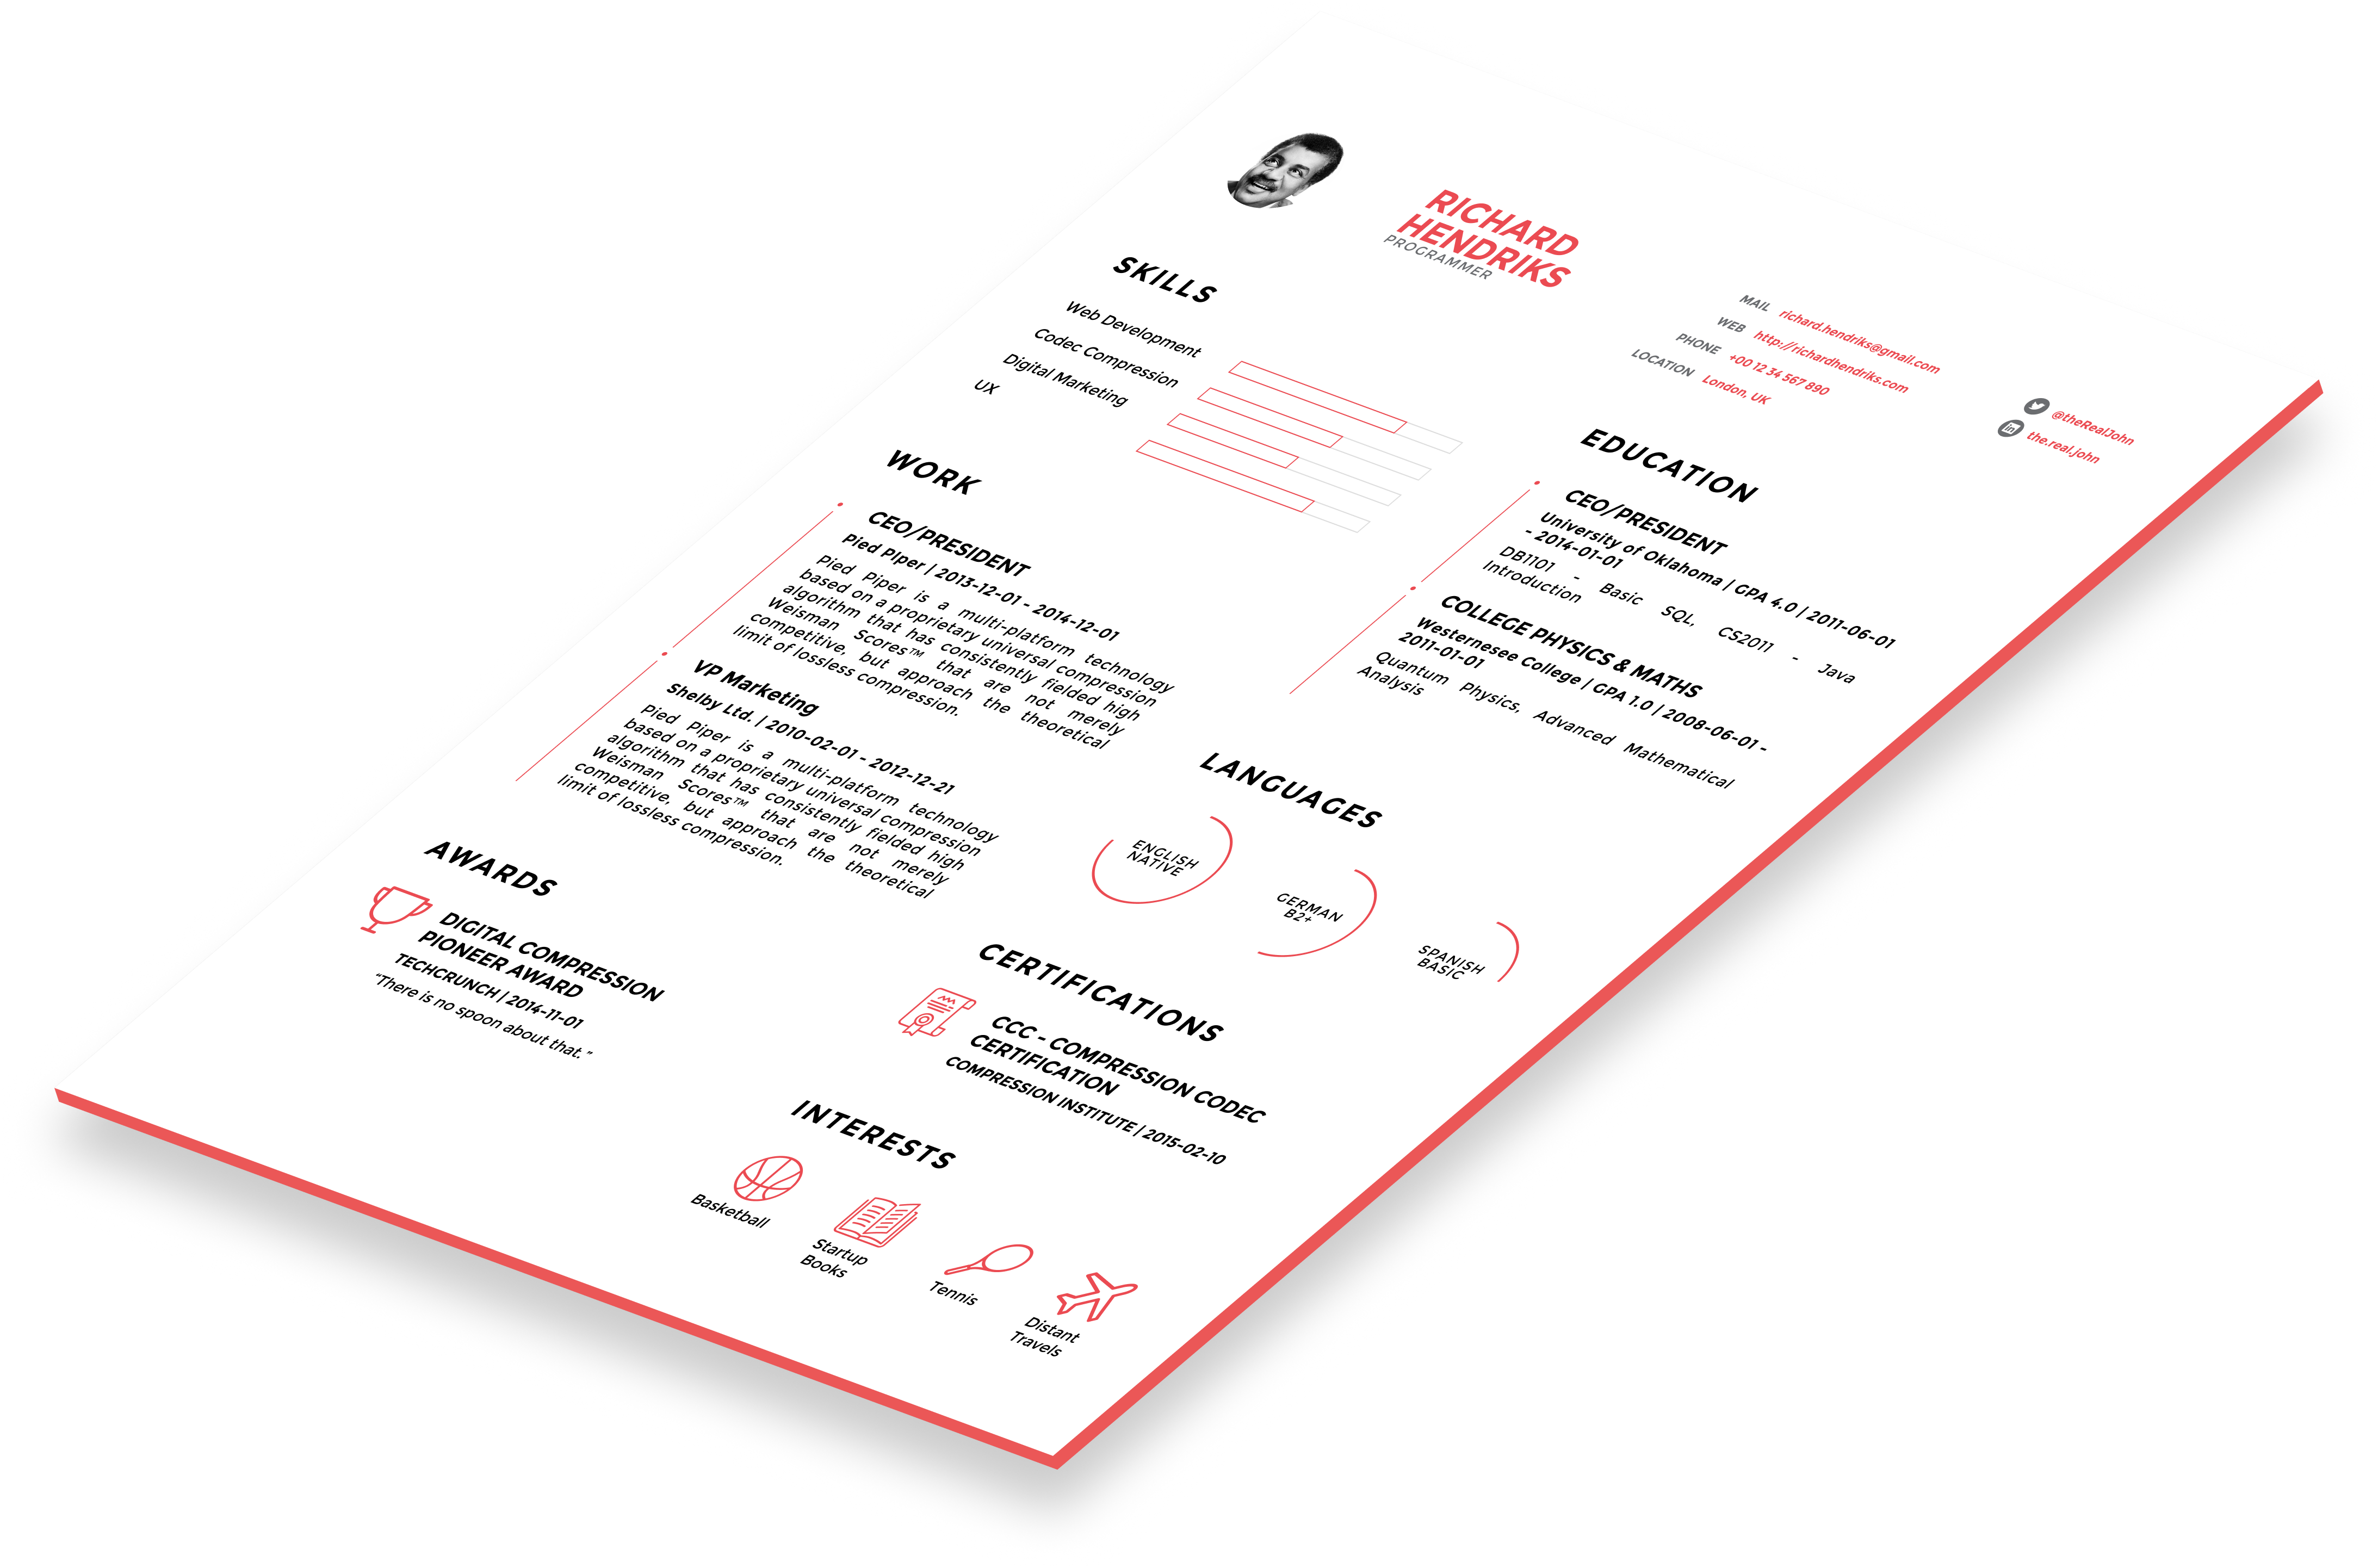 RICHARD
HENDRIKS
PROGRAMMER
MAIL richard.hendriks@gmail.com
WEB http://richardhendriks.com
PHONE +00 12 34 567 890
LOCATION London, UK
@theRealJohn
the.real.john
SKILLS
Web Development
Codec Compression
Digital Marketing
UX
WORK
CEO/PRESIDENT
Pied PIper | 2013-12-01 - 2014-12-01
Pied Piper is a multi-platform technology
based on a proprietary universal compression
algorithm that has consistently fielded high
Weisman Scores™ that are not merely
competitive, but approach the theoretical
limit of lossless compression.
VP Marketing
Shelby Ltd. | 2010-02-01 - 2012-12-21
Pied Piper is a multi-platform technology
based on a proprietary universal compression
algorithm that has consistently fielded high
Weisman Scores™ that are not merely
competitive, but approach the theoretical
limit of lossless compression.
AWARDS
DIGITAL COMPRESSION
PIONEER AWARD
TECHCRUNCH | 2014-11-01
"There is no spoon about that."
EDUCATION
CEO/PRESIDENT
University of Oklahoma | GPA 4.0 | 2011-06-01
- 2014-01-01
DB1101 - Basic SQL, CS2011 - Java
Introduction
COLLEGE PHYSICS & MATHS
Westernesee College | GPA 1.0 | 2008-06-01 -
2011-01-01
Quantum Physics, Advanced Mathematical
Analysis
LANGUAGES
ENGLISH
NATIVE
GERMAN
B2+
SPANISH
BASIC
CERTIFICATIONS
CCC - COMPRESSION CODEC
CERTIFICATION
COMPRESSION INSTITUTE | 2015-02-10
INTERESTS
Basketball
Startup
Books
Tennis
Distant
Travels